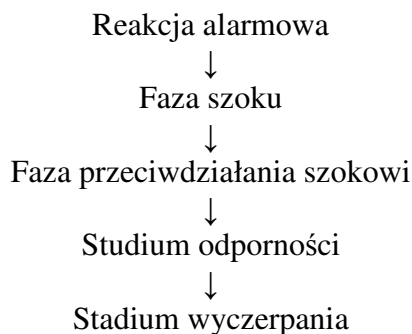 Reakcja alarmowa
↓
Faza szoku
↓
Faza przeciwdziałania szokowi
↓
Studium odporności
↓
Stadium wyczerpania